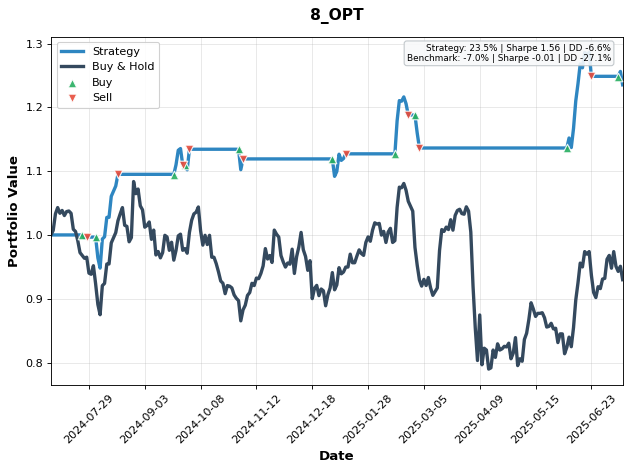 8_OPT
Strategy: 23.5% | Sharpe 1.56 | DD -6.6%
Benchmark: -7.0% | Sharpe -0.01 | DD -27.1%
Strategy
Buy & Hold
Buy
Sell
Portfolio Value
1.3
1.2
1.1
1.0
0.9
0.8
2024-07-29
2024-09-03
2024-10-08
2024-11-12
2024-12-18
2025-01-28
2025-03-05
2025-04-09
2025-05-15
2025-06-23
Date